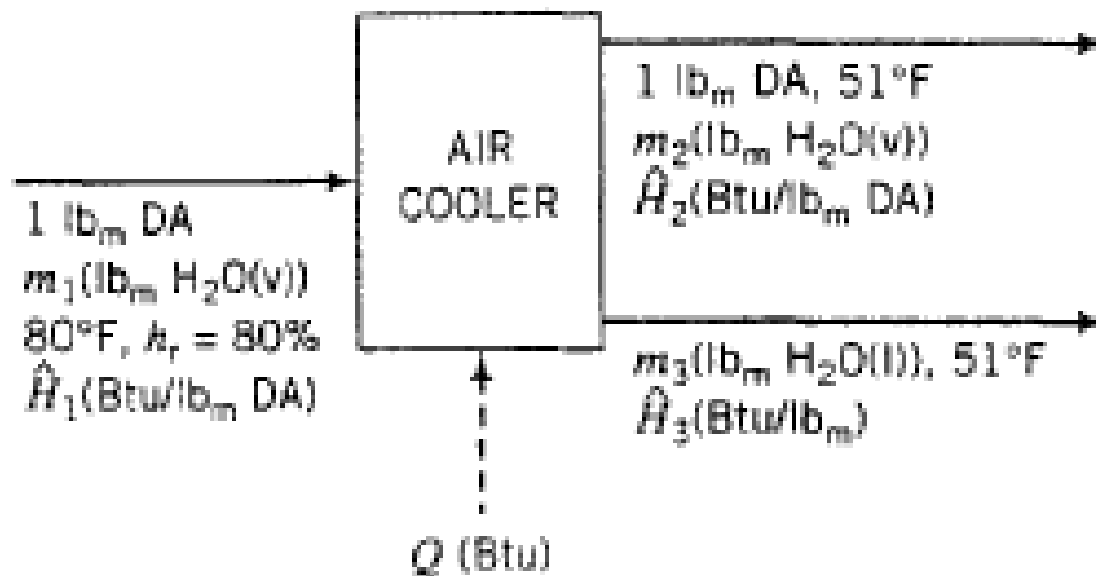 AIR
COOLER
1 lbₘ DA
m₁(lbₘ H₂O(v))
80°F, hᵣ = 80%
Ĥ₁(Btu/lbₘ DA)
1 lbₘ DA, 51°F
m₂(lbₘ H₂O(v))
Ĥ₂(Btu/lbₘ DA)
m₃(lbₘ H₂O(l)), 51°F
Ĥ₃(Btu/lbₘ)
Q (Btu)